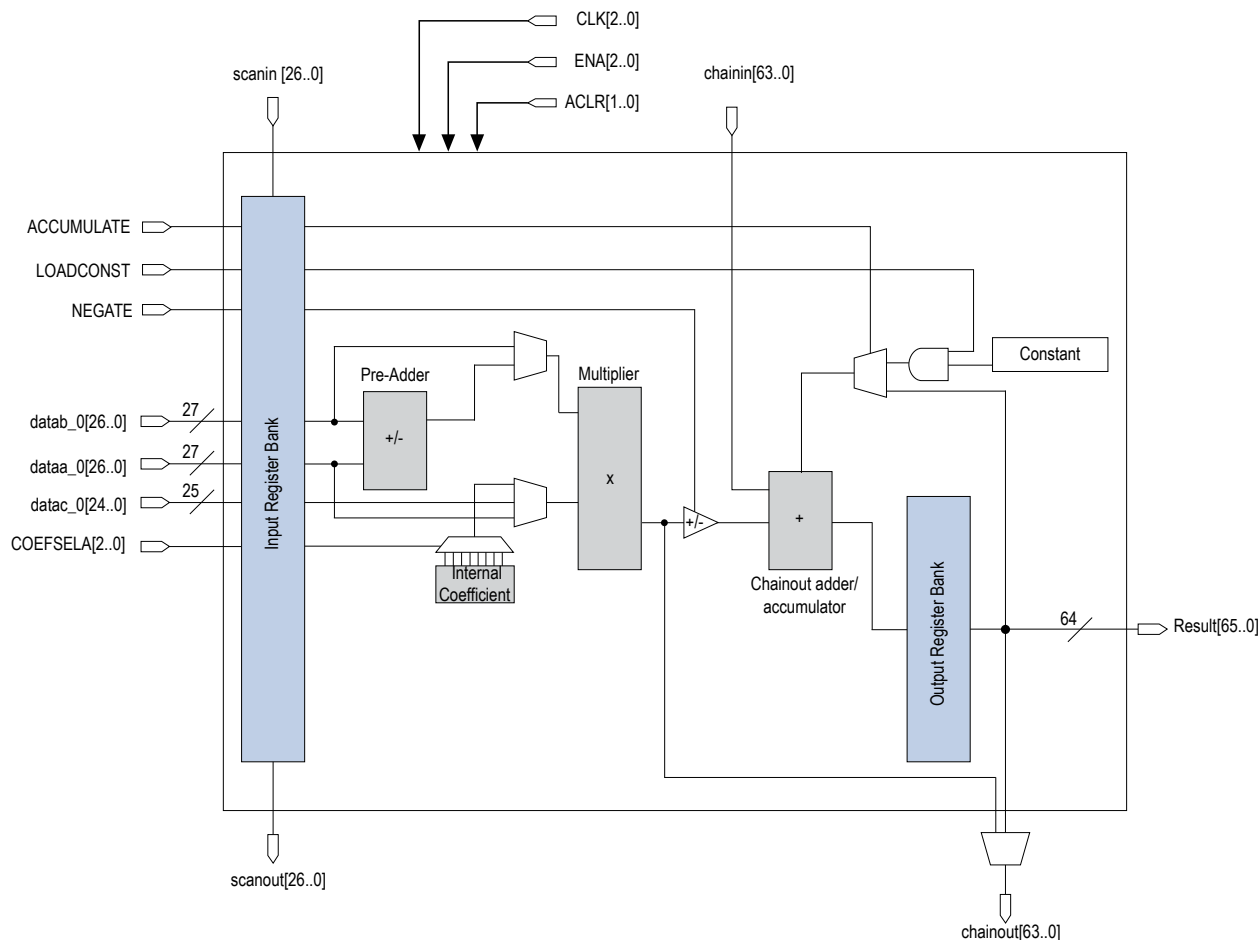 CLK[2..0]
ENA[2..0]
ACLR[1..0]
scanin [26..0]
chainin[63..0]
ACCUMULATE
LOADCONST
NEGATE
Constant
Pre-Adder
Multiplier
datab_0[26..0]
27
+/-
dataa_0[26..0]
27
datac_0[24..0]
25
COEFSELA[2..0]
Input Register Bank
x
+/-
+
Internal
Coefficient
Chainout adder/
accumulator
Output Register Bank
64
Result[65..0]
scanout[26..0]
chainout[63..0]